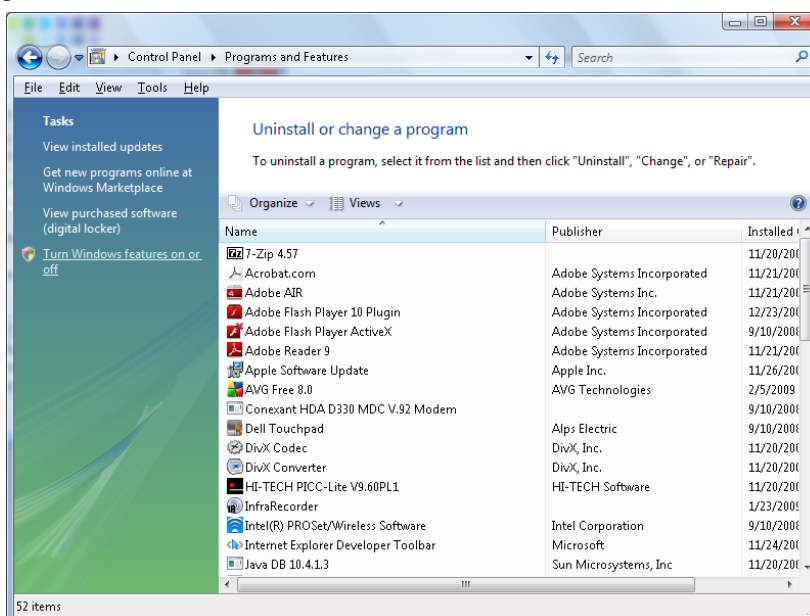 Control Panel ▸ Programs and Features
Search
File Edit View Tools Help
Tasks
View installed updates
Get new programs online at
Windows Marketplace
View purchased software
(digital locker)
Turn Windows features on or
off
Uninstall or change a program
To uninstall a program, select it from the list and then click "Uninstall", "Change", or "Repair".
Organize Views
Name Publisher Installed
7-Zip 4.57 11/20/200
Acrobat.com Adobe Systems Incorporated 11/21/200
Adobe AIR Adobe Systems Inc. 11/21/200
Adobe Flash Player 10 Plugin Adobe Systems Incorporated 12/23/200
Adobe Flash Player ActiveX Adobe Systems Incorporated 9/10/2008
Adobe Reader 9 Adobe Systems Incorporated 11/21/200
Apple Software Update Apple Inc. 11/26/200
AVG Free 8.0 AVG Technologies 2/5/2009
Conexant HDA D330 MDC V.92 Modem 9/10/2008
Dell Touchpad Alps Electric 9/10/2008
DivX Codec DivX, Inc. 11/20/200
DivX Converter DivX, Inc. 11/20/200
HI-TECH PICC-Lite V9.60PL1 HI-TECH Software 11/20/200
InfraRecorder 1/23/2009
Intel(R) PROSet/Wireless Software Intel Corporation 9/10/2008
Internet Explorer Developer Toolbar Microsoft 11/24/200
Java DB 10.4.1.3 Sun Microsystems, Inc 11/20/200
52 items